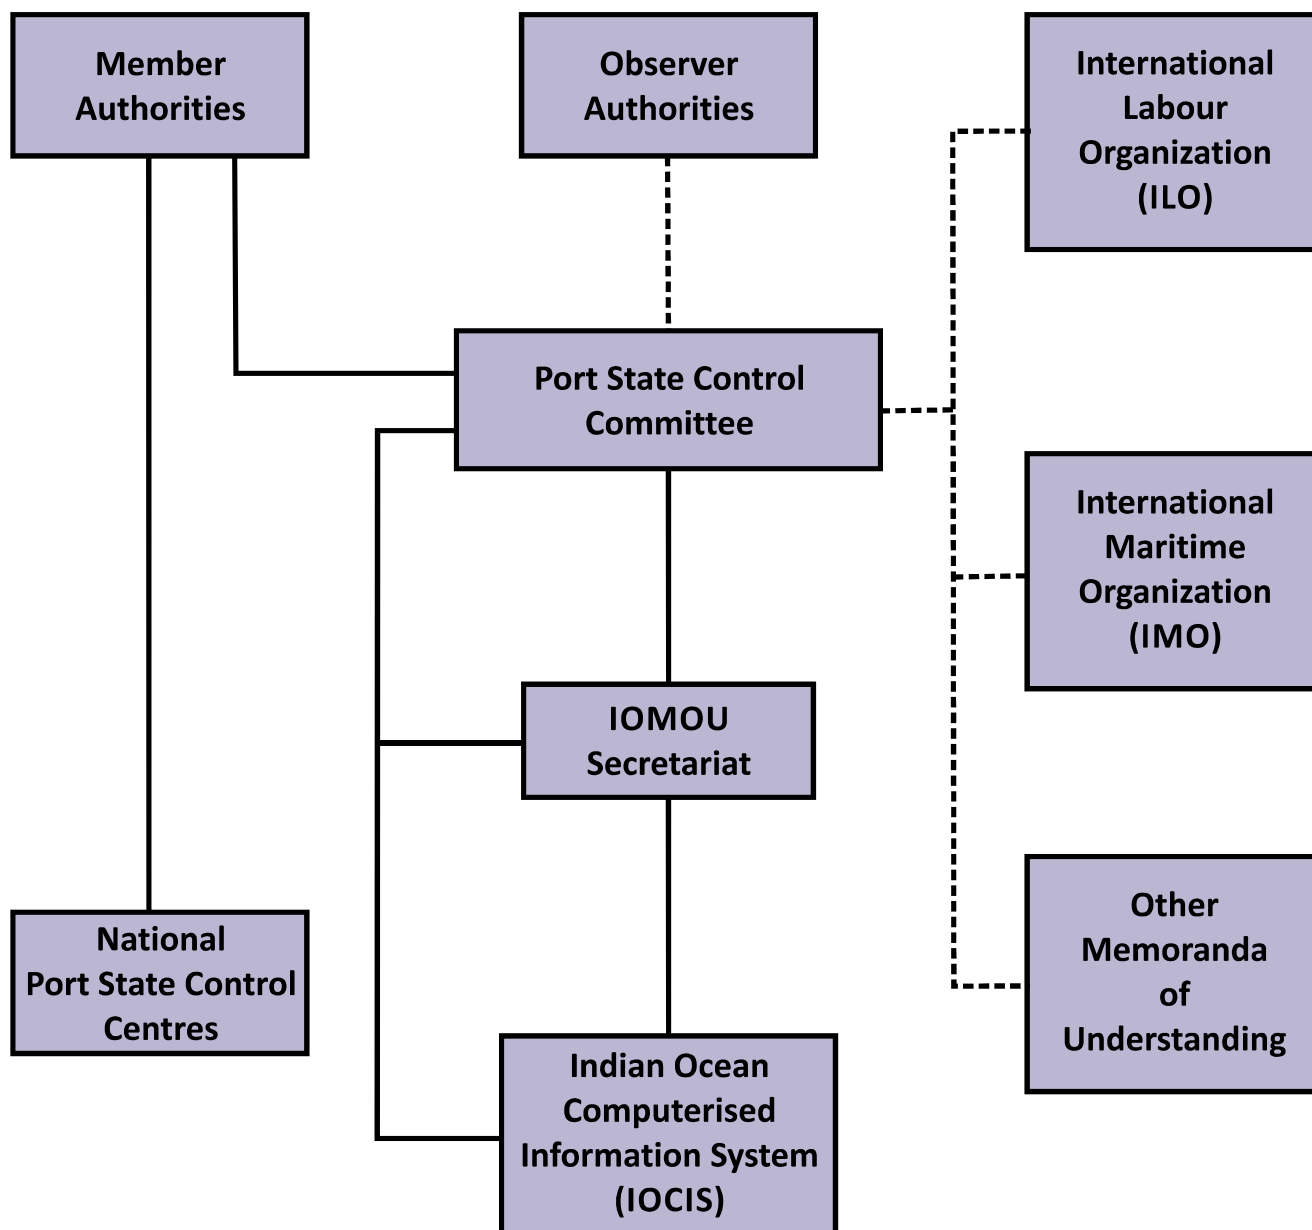 Member
Authorities
Observer
Authorities
International
Labour
Organization
(ILO)
Port State Control
Committee
International
Maritime
Organization
(IMO)
IOMOU
Secretariat
Other
Memoranda
of
Understanding
National
Port State Control
Centres
Indian Ocean
Computerised
Information System
(IOCIS)